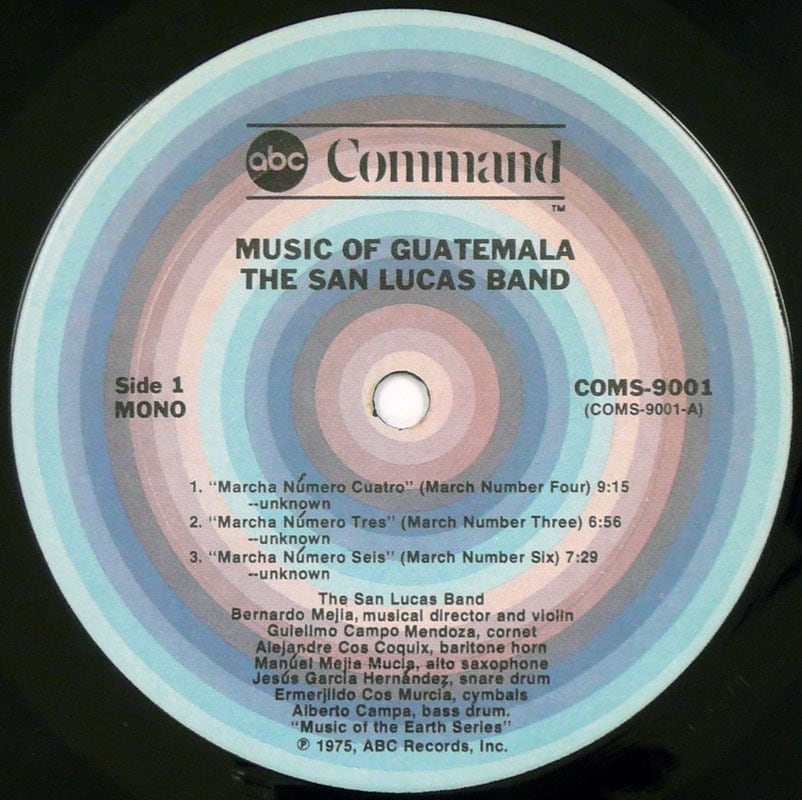 abc Command
TM
MUSIC OF GUATEMALA
THE SAN LUCAS BAND
Side 1
MONO
COMS-9001
(COMS-9001-A)
1. "Marcha Número Cuatro" (March Number Four) 9:15
--unknown
2. "Marcha Número Tres" (March Number Three) 6:56
--unknown
3. "Marcha Número Seis" (March Number Six) 7:29
--unknown
The San Lucas Band
Bernardo Mejia, musical director and violin
Guielimo Campo Mendoza, cornet
Alejandre Cos Coquix, baritone horn
Manúel Mejia Mucia, alto saxophone
Jesús Garcia Hernández, snare drum
Ermerjildo Cos Murcia, cymbals
Alberto Campa, bass drum.
"Music of the Earth Series"
℗ 1975, ABC Records, Inc.